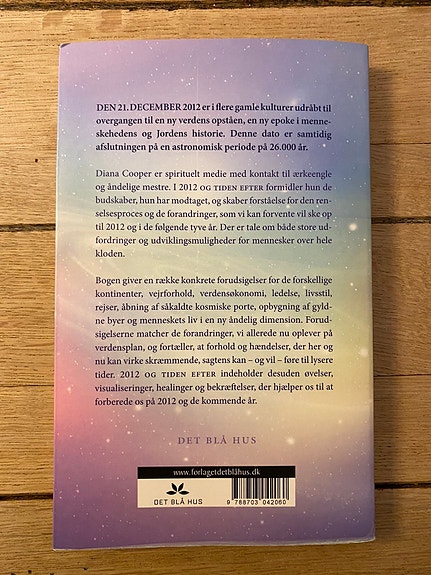 DEN 21. DECEMBER 2012 er i flere gamle kulturer udråbt til
overgangen til en ny verdens opståen, en ny epoke i menne-
skehedens og Jordens historie. Denne dato er samtidig
afslutningen på en astronomisk periode på 26.000 år.
Diana Cooper er spirituelt medie med kontakt til ærkeengle
og åndelige mestre. I 2012 OG TIDEN EFTER formidler hun de
budskaber, hun har modtaget, og skaber forståelse for den ren-
selsesproces og de forandringer, som vi kan forvente vil ske op
til 2012 og i de følgende tyve år. Der er tale om både store ud-
fordringer og udviklingsmuligheder for mennesker over hele
kloden.
Bogen giver en række konkrete forudsigelser for de forskellige
kontinenter, vejrforhold, verdensøkonomi, ledelse, livsstil,
rejser, åbning af såkaldte kosmiske porte, opbygning af gyld-
ne byer og menneskets liv i en ny åndelig dimension. Forud-
sigelserne matcher de forandringer, vi allerede nu oplever på
verdensplan, og fortæller, at forhold og hændelser, der her og
nu kan virke skræmmende, sagtens kan – og vil – føre til lysere
tider. 2012 OG TIDEN EFTER indeholder desuden øvelser,
visualiseringer, healinger og bekræftelser, der hjælper os til at
forberede os på 2012 og de kommende år.
DET BLÅ HUS
www.forlagetdetblåhus.dk
DET BLÅ HUS
9 788703 042060